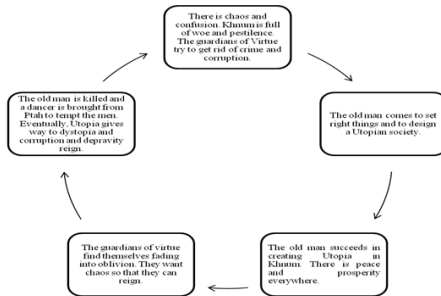 There is chaos and
confusion. Khnum is full
of woe and pestilence.
The guardians of Virtue
try to get rid of crime and
corruption.
The old man comes to set
right things and to design
a Utopian society.
The old man succeeds in
creating Utopia in
Khnum. There is peace
and prosperity
everywhere.
The guardians of virtue
find themselves fading
into oblivion. They want
chaos so that they can
reign.
The old man is killed and
a dancer is brought from
Ptah to tempt the men.
Eventually, Utopia gives
way to dystopia and
corruption and depravity
reign.